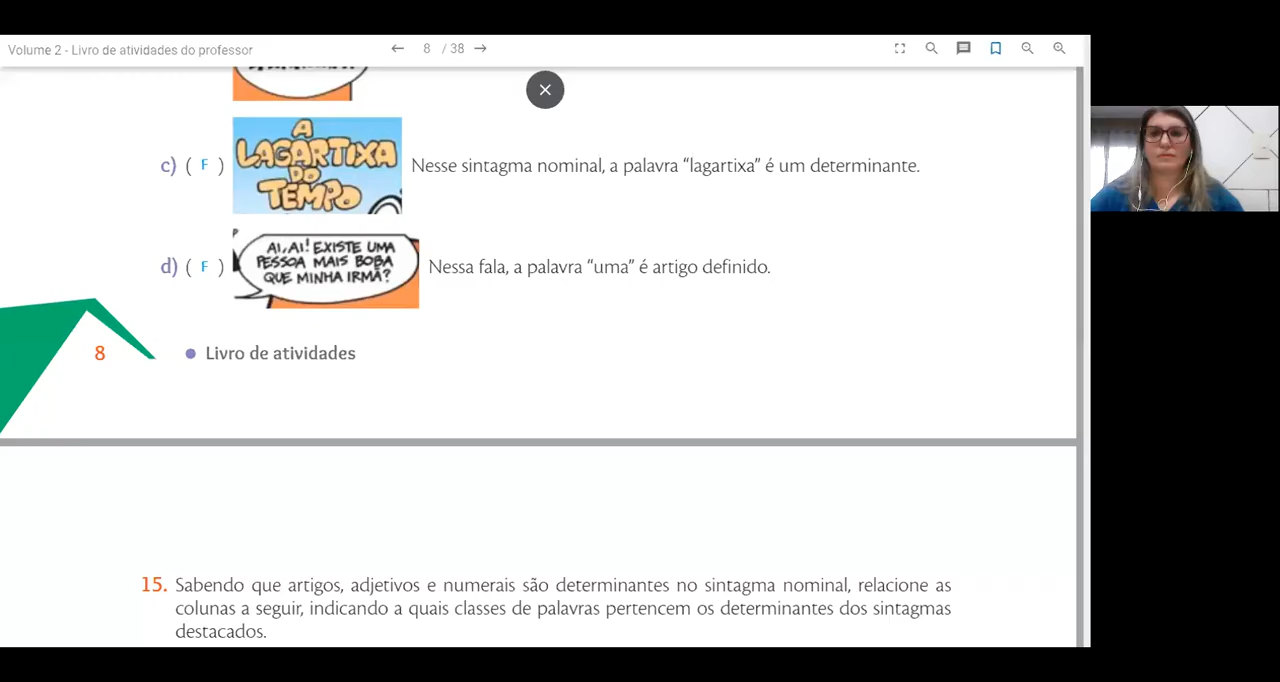 Volume 2 - Livro de atividades do professor
8 / 38
c) ( F )
A
LAGARTIXA
DO
TEMPO
Nesse sintagma nominal, a palavra “lagartixa” é um determinante.
d) ( F )
AI, AI! EXISTE UMA
PESSOA MAIS BOBA
QUE MINHA IRMÃ?
Nessa fala, a palavra “uma” é artigo definido.
8 ● Livro de atividades
15. Sabendo que artigos, adjetivos e numerais são determinantes no sintagma nominal, relacione as
colunas a seguir, indicando a quais classes de palavras pertencem os determinantes dos sintagmas
destacados.